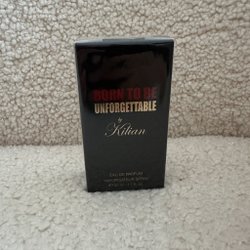 BORN TO BE
UNFORGETTABLE
by
Kilian
EAU DE PARFUM